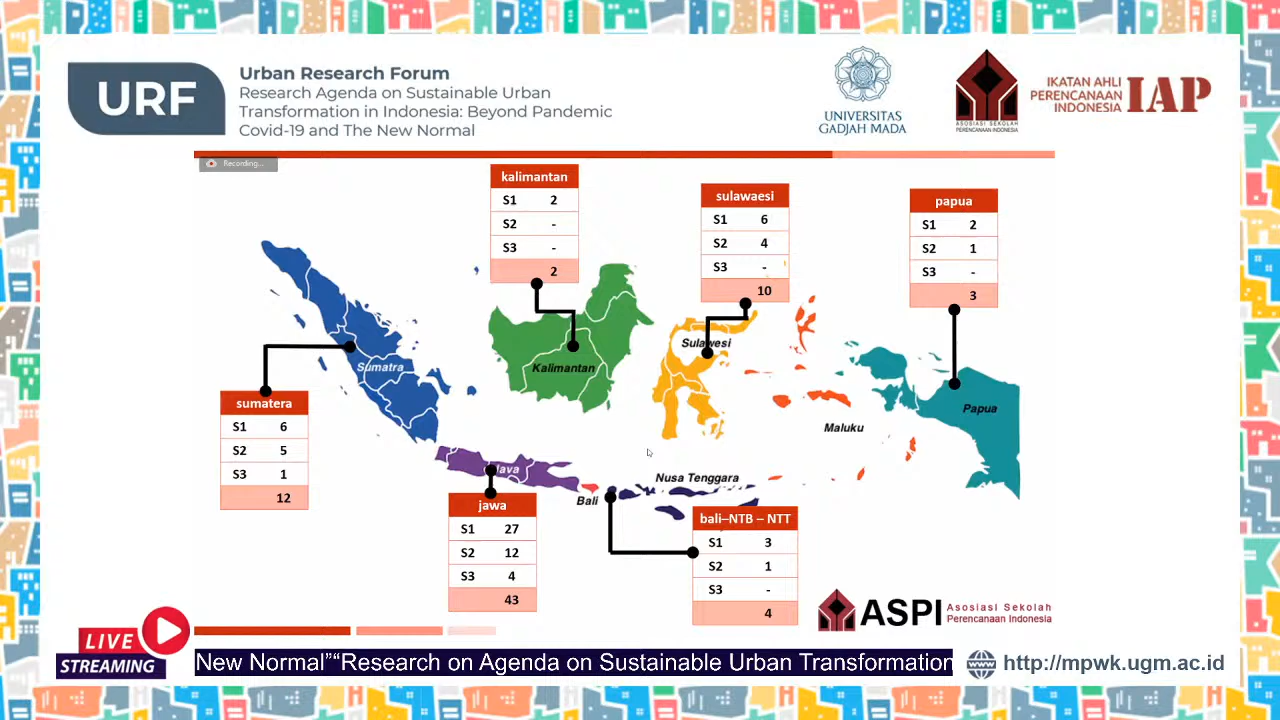 URF
Urban Research Forum
Research Agenda on Sustainable Urban
Transformation in Indonesia: Beyond Pandemic
Covid-19 and The New Normal
UNIVERSITAS
GADJAH MADA
ASOSIASI SEKOLAH
PERENCANAAN INDONESIA
IKATAN AHLI
PERENCANAAN
INDONESIA
IAP
Recording...
kalimantan
S1 2
S2 -
S3 -
2
sulawaesi
S1 6
S2 4
S3 -
10
papua
S1 2
S2 1
S3 -
3
Sumatra
Kalimantan
Sulawesi
Papua
Maluku
sumatera
S1 6
S2 5
S3 1
12
ava
Nusa Tenggara
Bali
jawa
S1 27
S2 12
S3 4
43
bali–NTB – NTT
S1 3
S2 1
S3 -
4
ASPI
Asosiasi Sekolah
Perencanaan Indonesia
LIVE
STREAMING
New Normal”“Research on Agenda on Sustainable Urban Transformation
http://mpwk.ugm.ac.id